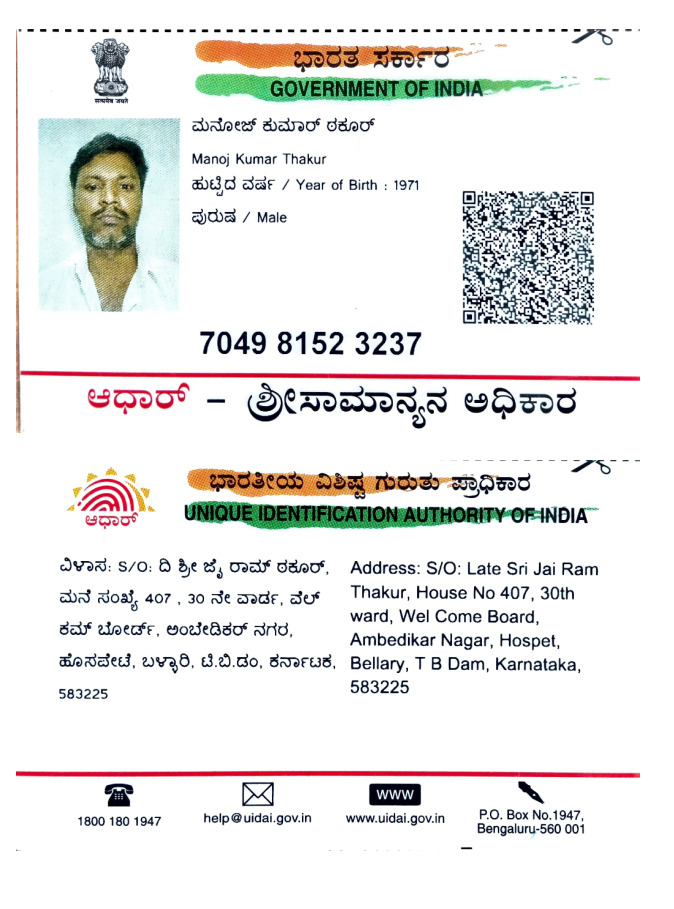 ಭಾರತ ಸರ್ಕಾರ
GOVERNMENT OF INDIA
सत्यमेव जयते
ಮನೋಜ್ ಕುಮಾರ್ ಠಕೂರ್
Manoj Kumar Thakur
ಹುಟ್ಟಿದ ವರ್ಷ / Year of Birth : 1971
ಪುರುಷ / Male
7049 8152 3237
ಆಧಾರ್ – ಶ್ರೀಸಾಮಾನ್ಯನ ಅಧಿಕಾರ
ಭಾರತೀಯ ವಿಶಿಷ್ಟ ಗುರುತು ಪ್ರಾಧಿಕಾರ
UNIQUE IDENTIFICATION AUTHORITY OF INDIA
ಆಧಾರ್
ವಿಳಾಸ: S/O: ದಿ ಶ್ರೀ ಜೈ ರಾಮ್ ಠಕೂರ್,
ಮನೆ ಸಂಖ್ಯೆ 407 , 30 ನೇ ವಾರ್ಡ, ವೆಲ್
ಕಮ್ ಬೋರ್ಡ್, ಅಂಬೇಡಿಕರ್ ನಗರ,
ಹೊಸಪೇಟೆ, ಬಳ್ಳಾರಿ, ಟಿ.ಬಿ.ಡಂ, ಕರ್ನಾಟಕ,
583225
Address: S/O: Late Sri Jai Ram
Thakur, House No 407, 30th
ward, Wel Come Board,
Ambedikar Nagar, Hospet,
Bellary, T B Dam, Karnataka,
583225
1800 180 1947
help@uidai.gov.in
WWW
www.uidai.gov.in
P.O. Box No.1947,
Bengaluru-560 001